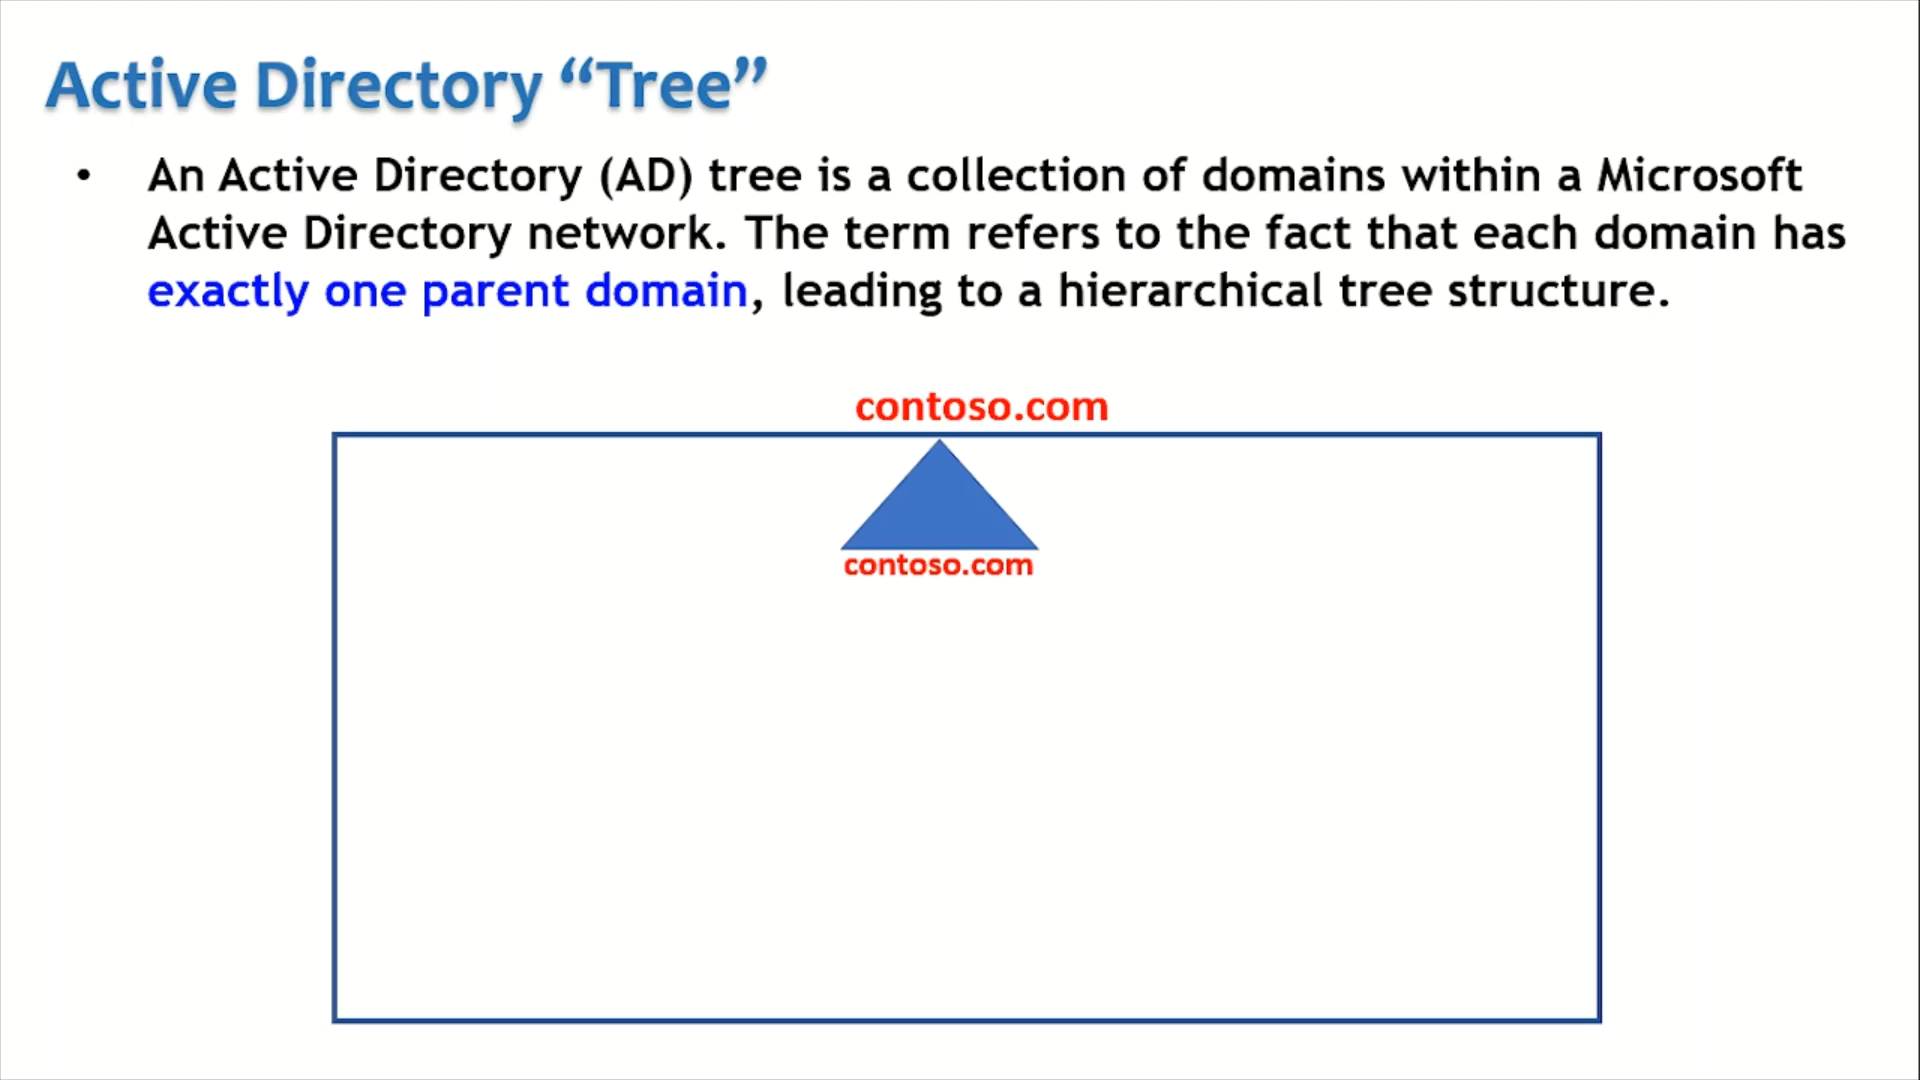 Active Directory “Tree”
• An Active Directory (AD) tree is a collection of domains within a Microsoft
Active Directory network. The term refers to the fact that each domain has
exactly one parent domain, leading to a hierarchical tree structure.
contoso.com
contoso.com